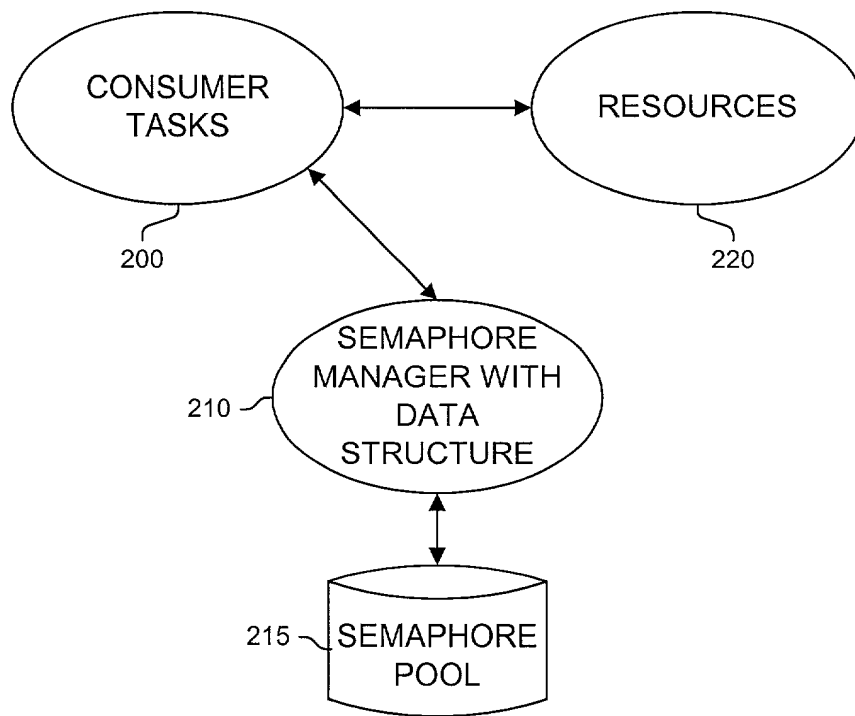 CONSUMER
TASKS
RESOURCES
200
220
SEMAPHORE
MANAGER WITH
DATA
STRUCTURE
210
SEMAPHORE
POOL
215